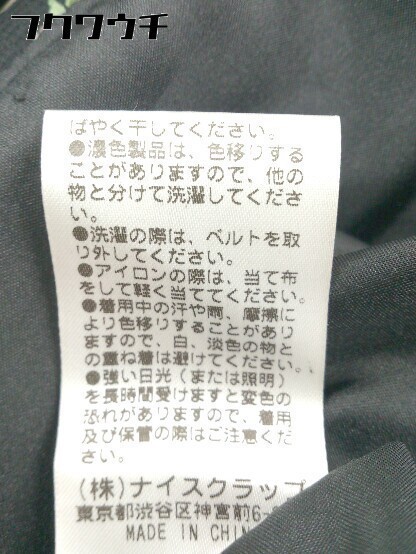 フクワウチ
ばやく干してください。
●濃色製品は、色移りする
ことがありますので、他の
物と分けて洗濯してくださ
い。
●洗濯の際は、ベルトを取
り外してください。
●アイロンの際は、当て布
をして軽く当ててください。
●着用中の汗や雨、摩擦に
より色移りすることがあり
ますので、白、淡色の物と
の重ね着は避けてください。
●強い日光(または照明)
を長時間受けますと変色の
恐れがありますので、着用
及び保管の際はご注意くだ
さい。
(株)ナイスクラップ
東京都渋谷区神宮前6-
MADE IN CHIN